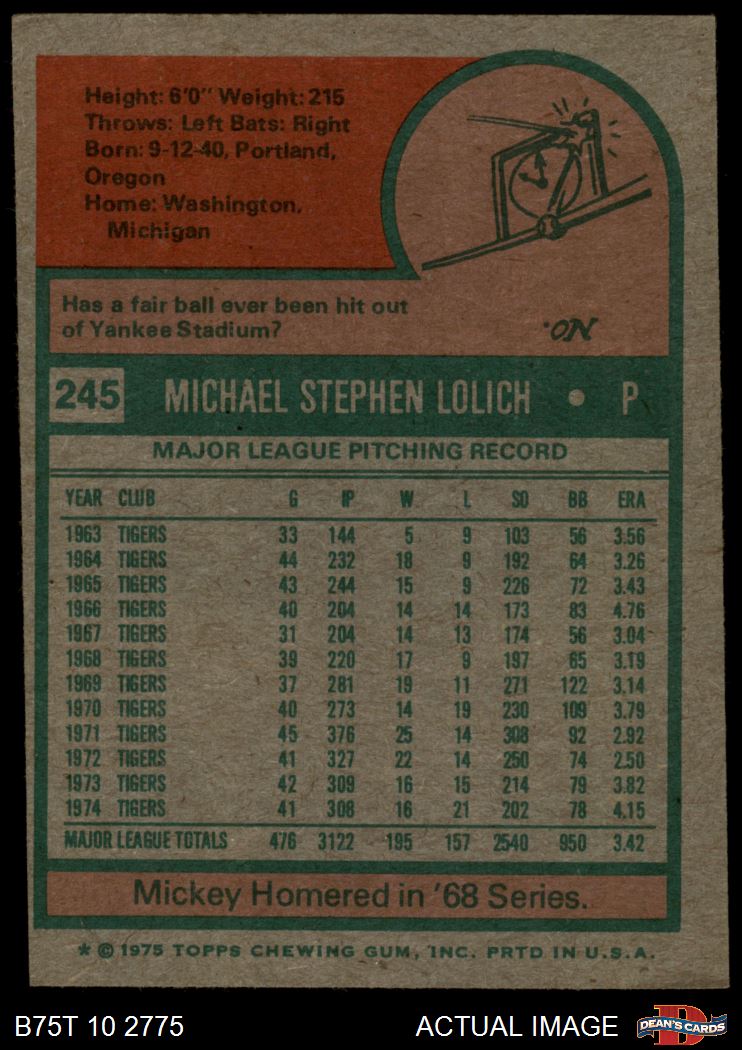 Height: 6'0" Weight: 215
Throws: Left Bats: Right
Born: 9-12-40, Portland,
Oregon
Home: Washington,
Michigan
Has a fair ball ever been hit out
of Yankee Stadium?
No.
245 MICHAEL STEPHEN LOLICH • P
MAJOR LEAGUE PITCHING RECORD
YEAR CLUB G IP W L SO BB ERA
1963 TIGERS 33 144 5 9 103 56 3.56
1964 TIGERS 44 232 18 9 192 64 3.26
1965 TIGERS 43 244 15 9 226 72 3.43
1966 TIGERS 40 204 14 14 173 83 4.76
1967 TIGERS 31 204 14 13 174 56 3.04
1968 TIGERS 39 220 17 9 197 65 3.19
1969 TIGERS 37 281 19 11 271 122 3.14
1970 TIGERS 40 273 14 19 230 109 3.79
1971 TIGERS 45 376 25 14 308 92 2.92
1972 TIGERS 41 327 22 14 250 74 2.50
1973 TIGERS 42 309 16 15 214 79 3.82
1974 TIGERS 41 308 16 21 202 78 4.15
MAJOR LEAGUE TOTALS 476 3122 195 157 2540 950 3.42
Mickey Homered in '68 Series.
* © 1975 TOPPS CHEWING GUM, INC. PRTD IN U.S.A.
B75T 10 2775 ACTUAL IMAGE D DEAN'S CARDS